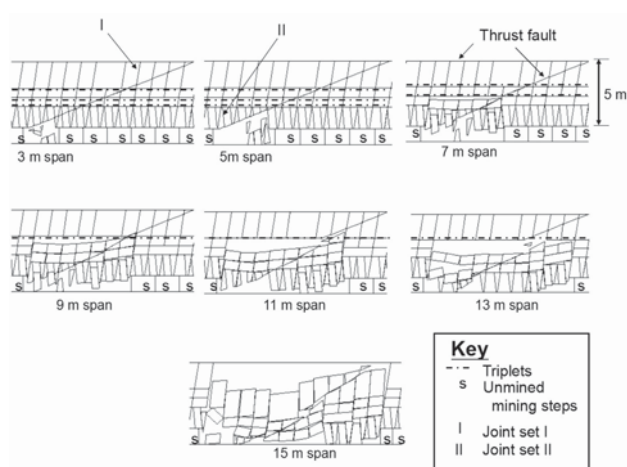 I
II
Thrust fault
5 m
S S S S S S S S S
3 m span
S S S S S S S S
5m span
S S S S S S
7 m span
S S S S
9 m span
S S S
11 m span
S S
13 m span
S S S
15 m span
Key
Triplets
S Unmined
mining steps
I Joint set I
II Joint set II